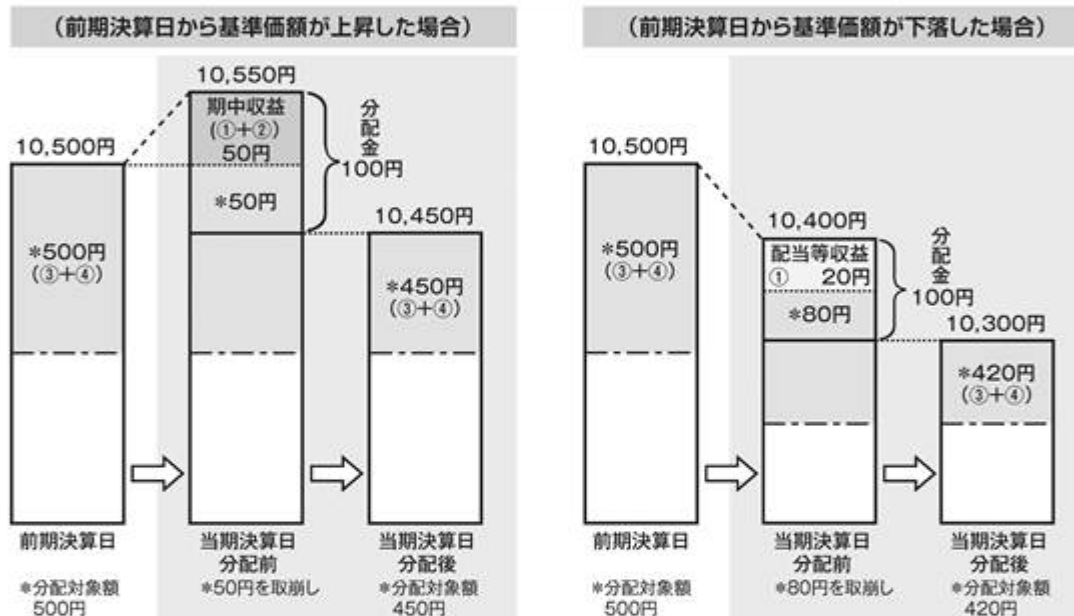 (前期決算日から基準価額が上昇した場合)
10,550円
期中収益
(①+②)
50円
*50円
分配金
100円
10,500円
*500円
(③+④)
10,450円
*450円
(③+④)
前期決算日
*分配対象額
500円
当期決算日
分配前
*50円を取崩し
当期決算日
分配後
*分配対象額
450円
(前期決算日から基準価額が下落した場合)
10,500円
*500円
(③+④)
10,400円
配当等収益
① 20円
*80円
分配金
100円
10,300円
*420円
(③+④)
前期決算日
*分配対象額
500円
当期決算日
分配前
*80円を取崩し
当期決算日
分配後
*分配対象額
420円